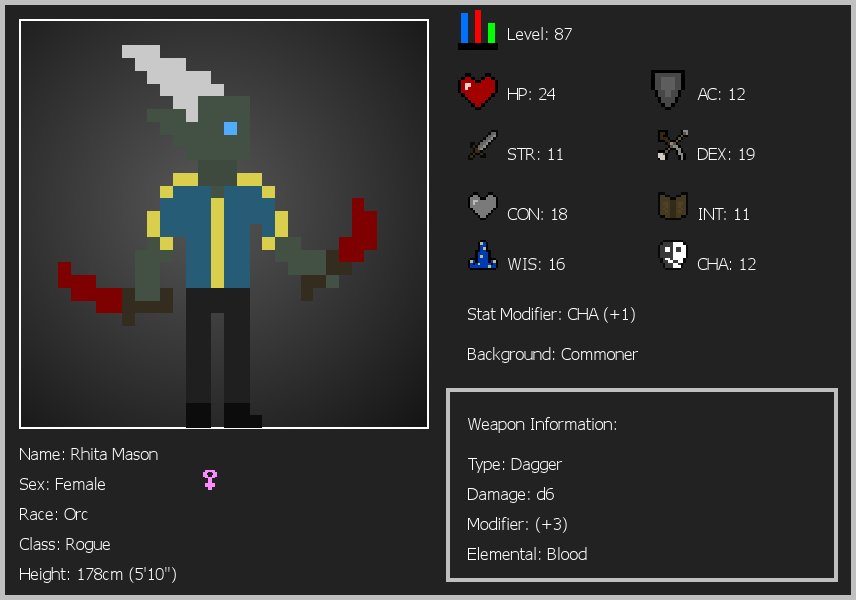 Level: 87
HP: 24
AC: 12
STR: 11
DEX: 19
CON: 18
INT: 11
WIS: 16
CHA: 12
Stat Modifier: CHA (+1)
Background: Commoner
Weapon Information:
Type: Dagger
Damage: d6
Modifier: (+3)
Elemental: Blood
Name: Rhita Mason
Sex: Female
Race: Orc
Class: Rogue
Height: 178cm (5'10")